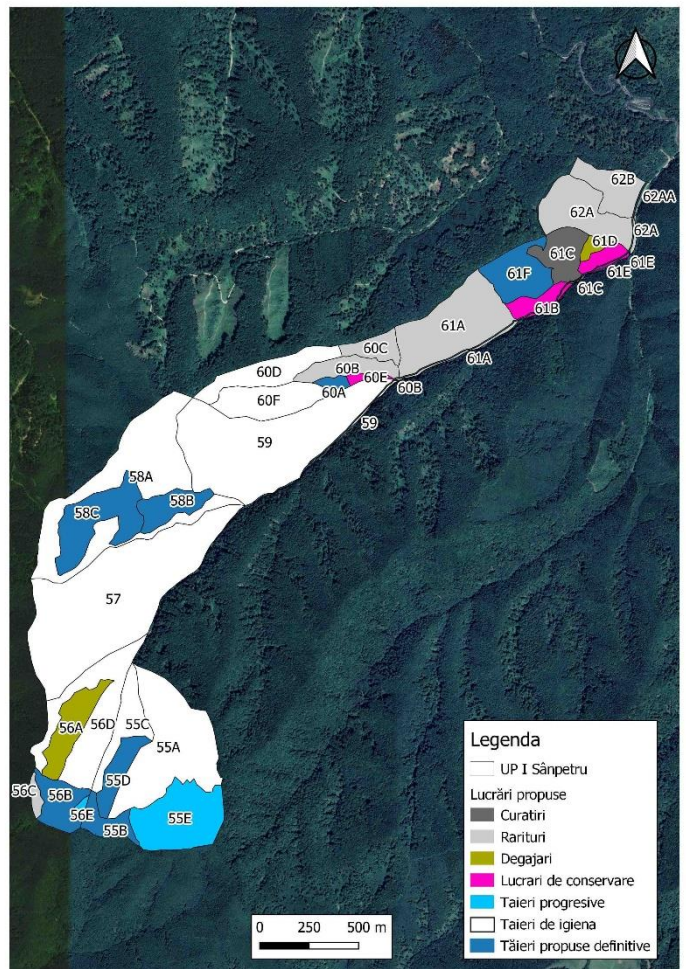 62B
62AA
62A
62A
61D
61C
61E
61E
61F
61C
61B
61A
61A
60C
60D
60B
60E
60A
60B
60F
59
59
58A
58B
58C
57
56A
56D
55C
55A
55D
56C
56B
56E
55B
55E
Legenda
UP I Sânpetru
Lucrări propuse
Curatiri
Rarituri
Degajari
Lucrari de conservare
Taieri progresive
Taieri de igiena
Tăieri propuse definitive
0 250 500 m